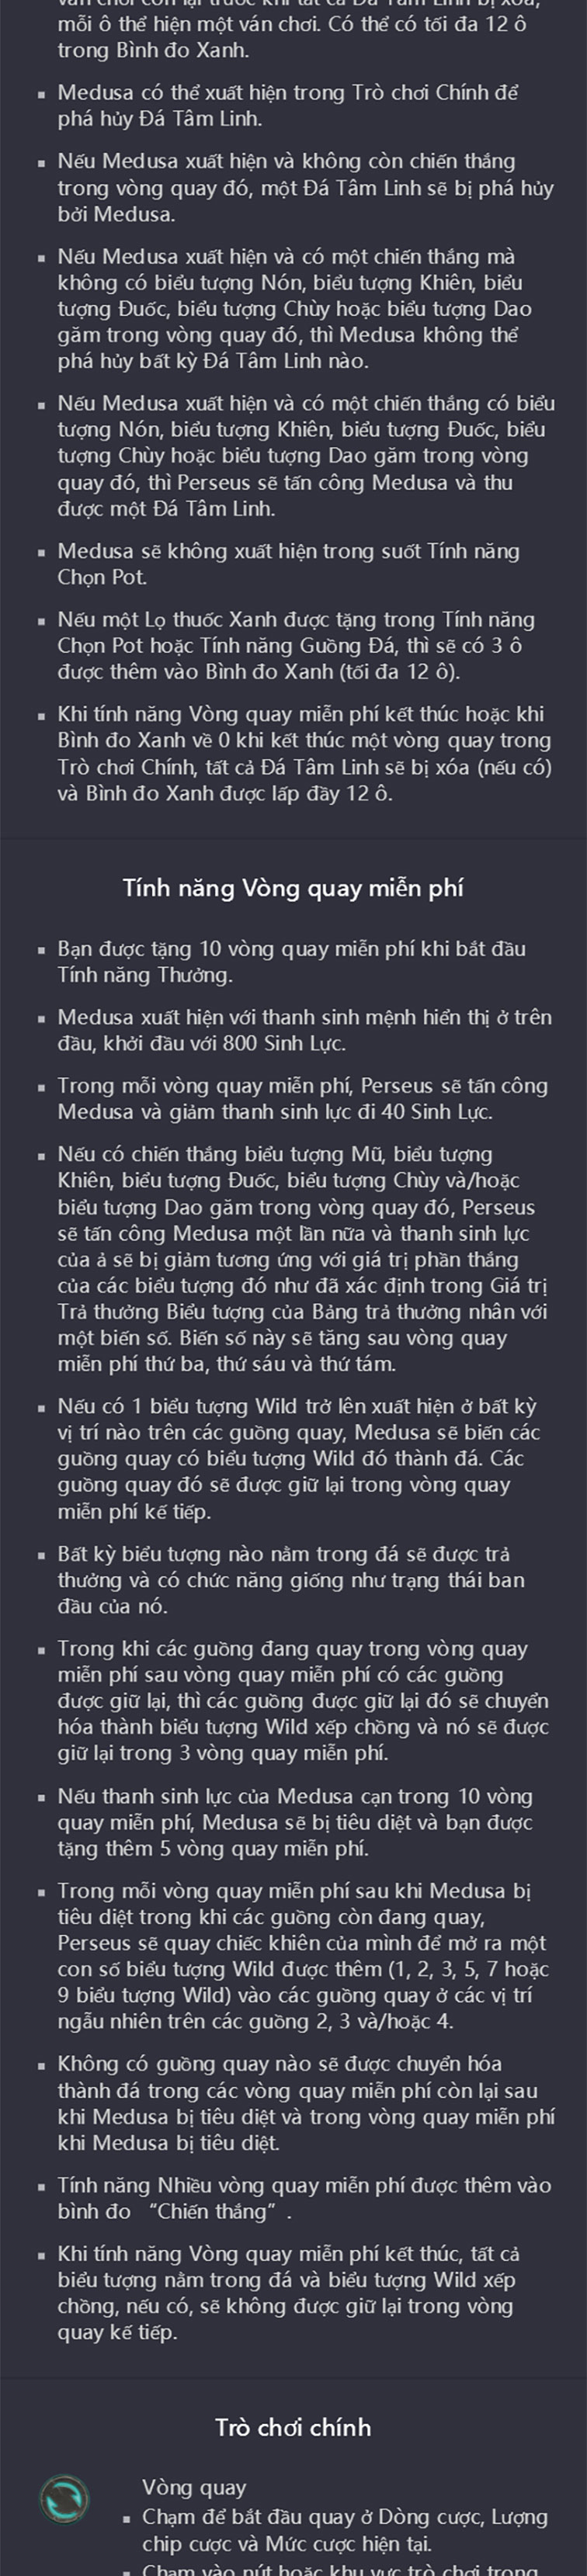 mỗi ô thể hiện một ván chơi. Có thể có tối đa 12 ô
trong Bình đo Xanh.
▪ Medusa có thể xuất hiện trong Trò chơi Chính để
phá hủy Đá Tâm Linh.
▪ Nếu Medusa xuất hiện và không còn chiến thắng
trong vòng quay đó, một Đá Tâm Linh sẽ bị phá hủy
bởi Medusa.
▪ Nếu Medusa xuất hiện và có một chiến thắng mà
không có biểu tượng Nón, biểu tượng Khiên, biểu
tượng Đuốc, biểu tượng Chùy hoặc biểu tượng Dao
găm trong vòng quay đó, thì Medusa không thể
phá hủy bất kỳ Đá Tâm Linh nào.
▪ Nếu Medusa xuất hiện và có một chiến thắng có biểu
tượng Nón, biểu tượng Khiên, biểu tượng Đuốc, biểu
tượng Chùy hoặc biểu tượng Dao găm trong vòng
quay đó, thì Perseus sẽ tấn công Medusa và thu
được một Đá Tâm Linh.
▪ Medusa sẽ không xuất hiện trong suốt Tính năng
Chọn Pot.
▪ Nếu một Lọ thuốc Xanh được tặng trong Tính năng
Chọn Pot hoặc Tính năng Guồng Đá, thì sẽ có 3 ô
được thêm vào Bình đo Xanh (tối đa 12 ô).
▪ Khi tính năng Vòng quay miễn phí kết thúc hoặc khi
Bình đo Xanh về 0 khi kết thúc một vòng quay trong
Trò chơi Chính, tất cả Đá Tâm Linh sẽ bị xóa (nếu có)
và Bình đo Xanh được lấp đầy 12 ô.
Tính năng Vòng quay miễn phí
▪ Bạn được tặng 10 vòng quay miễn phí khi bắt đầu
Tính năng Thưởng.
▪ Medusa xuất hiện với thanh sinh mệnh hiển thị ở trên
đầu, khởi đầu với 800 Sinh Lực.
▪ Trong mỗi vòng quay miễn phí, Perseus sẽ tấn công
Medusa và giảm thanh sinh lực đi 40 Sinh Lực.
▪ Nếu có chiến thắng biểu tượng Mũ, biểu tượng
Khiên, biểu tượng Đuốc, biểu tượng Chùy và/hoặc
biểu tượng Dao găm trong vòng quay đó, Perseus
sẽ tấn công Medusa một lần nữa và thanh sinh lực
của ả sẽ bị giảm tương ứng với giá trị phần thắng
của các biểu tượng đó như đã xác định trong Giá trị
Trả thưởng Biểu tượng của Bảng trả thưởng nhân với
một biến số. Biến số này sẽ tăng sau vòng quay
miễn phí thứ ba, thứ sáu và thứ tám.
▪ Nếu có 1 biểu tượng Wild trở lên xuất hiện ở bất kỳ
vị trí nào trên các guồng quay, Medusa sẽ biến các
guồng quay có biểu tượng Wild đó thành đá. Các
guồng quay đó sẽ được giữ lại trong vòng quay
miễn phí kế tiếp.
▪ Bất kỳ biểu tượng nào nằm trong đá sẽ được trả
thưởng và có chức năng giống như trạng thái ban
đầu của nó.
▪ Trong khi các guồng đang quay trong vòng quay
miễn phí sau vòng quay miễn phí có các guồng
được giữ lại, thì các guồng được giữ lại đó sẽ chuyển
hóa thành biểu tượng Wild xếp chồng và nó sẽ được
giữ lại trong 3 vòng quay miễn phí.
▪ Nếu thanh sinh lực của Medusa cạn trong 10 vòng
quay miễn phí, Medusa sẽ bị tiêu diệt và bạn được
tặng thêm 5 vòng quay miễn phí.
▪ Trong mỗi vòng quay miễn phí sau khi Medusa bị
tiêu diệt trong khi các guồng còn đang quay,
Perseus sẽ quay chiếc khiên của mình để mở ra một
con số biểu tượng Wild được thêm (1, 2, 3, 5, 7 hoặc
9 biểu tượng Wild) vào các guồng quay ở các vị trí
ngẫu nhiên trên các guồng 2, 3 và/hoặc 4.
▪ Không có guồng quay nào sẽ được chuyển hóa
thành đá trong các vòng quay miễn phí còn lại sau
khi Medusa bị tiêu diệt và trong vòng quay miễn phí
khi Medusa bị tiêu diệt.
▪ Tính năng Nhiều vòng quay miễn phí được thêm vào
bình đo “Chiến thắng”.
▪ Khi tính năng Vòng quay miễn phí kết thúc, tất cả
biểu tượng nằm trong đá và biểu tượng Wild xếp
chồng, nếu có, sẽ không được giữ lại trong vòng
quay kế tiếp.
Trò chơi chính
Vòng quay
▪ Chạm để bắt đầu quay ở Dòng cược, Lượng
chip cược và Mức cược hiện tại.
▪ Chạm vào nút hoặc khu vực trò chơi trong